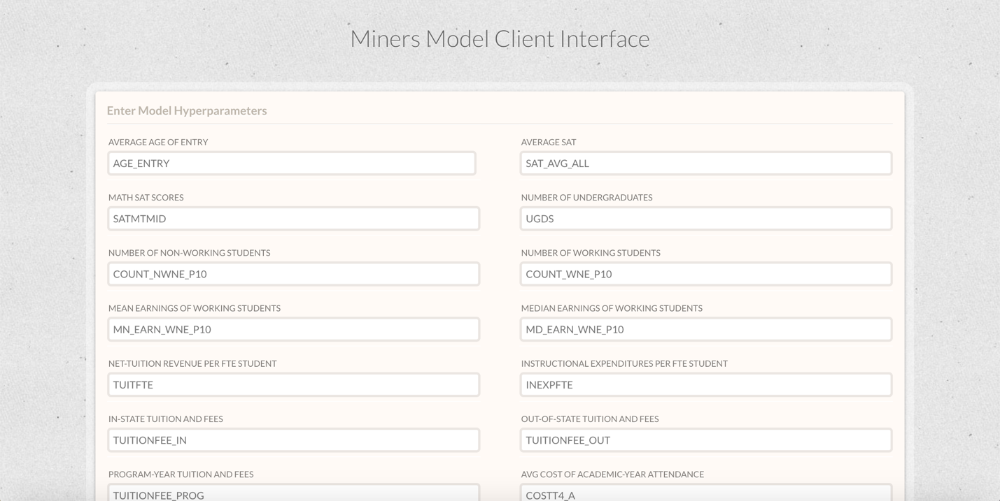 Miners Model Client Interface
Enter Model Hyperparameters
AVERAGE AGE OF ENTRY
AGE_ENTRY
AVERAGE SAT
SAT_AVG_ALL
MATH SAT SCORES
SATMTMID
NUMBER OF UNDERGRADUATES
UGDS
NUMBER OF NON-WORKING STUDENTS
COUNT_NWNE_P10
NUMBER OF WORKING STUDENTS
COUNT_WNE_P10
MEAN EARNINGS OF WORKING STUDENTS
MN_EARN_WNE_P10
MEDIAN EARNINGS OF WORKING STUDENTS
MD_EARN_WNE_P10
NET-TUITION REVENUE PER FTE STUDENT
TUITFTE
INSTRUCTIONAL EXPENDITURES PER FTE STUDENT
INEXPFTE
IN-STATE TUITION AND FEES
TUITIONFEE_IN
OUT-OF-STATE TUITION AND FEES
TUITIONFEE_OUT
PROGRAM-YEAR TUITION AND FEES
TUITIONFEE_PROG
AVG COST OF ACADEMIC-YEAR ATTENDANCE
COSTT4_A